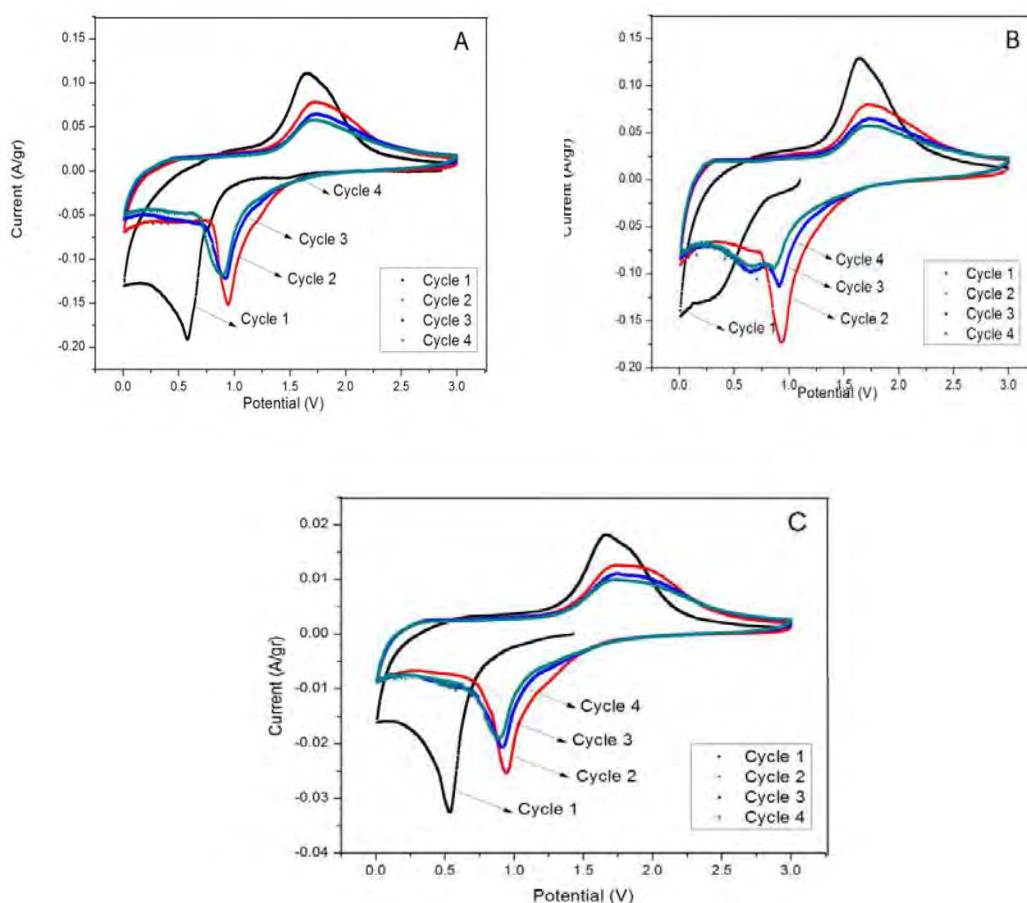 A
0.15
0.10
0.05
0.00
-0.05
-0.10
-0.15
-0.20
Current (A/gr)
Cycle 4
Cycle 3
Cycle 2
Cycle 1
Cycle 1
Cycle 2
Cycle 3
Cycle 4
0.0 0.5 1.0 1.5 2.0 2.5 3.0
Potential (V)
B
0.15
0.10
0.05
0.00
-0.05
-0.10
-0.15
-0.20
Current (A/gr)
Cycle 4
Cycle 3
Cycle 2
Cycle 1
Cycle 1
Cycle 2
Cycle 3
Cycle 4
0.0 0.5 1.0 1.5 2.0 2.5 3.0
Potential (V)
C
0.02
0.01
0.00
-0.01
-0.02
-0.03
-0.04
Current (A/gr)
Cycle 4
Cycle 3
Cycle 2
Cycle 1
Cycle 1
Cycle 2
Cycle 3
Cycle 4
0.0 0.5 1.0 1.5 2.0 2.5 3.0
Potential (V)